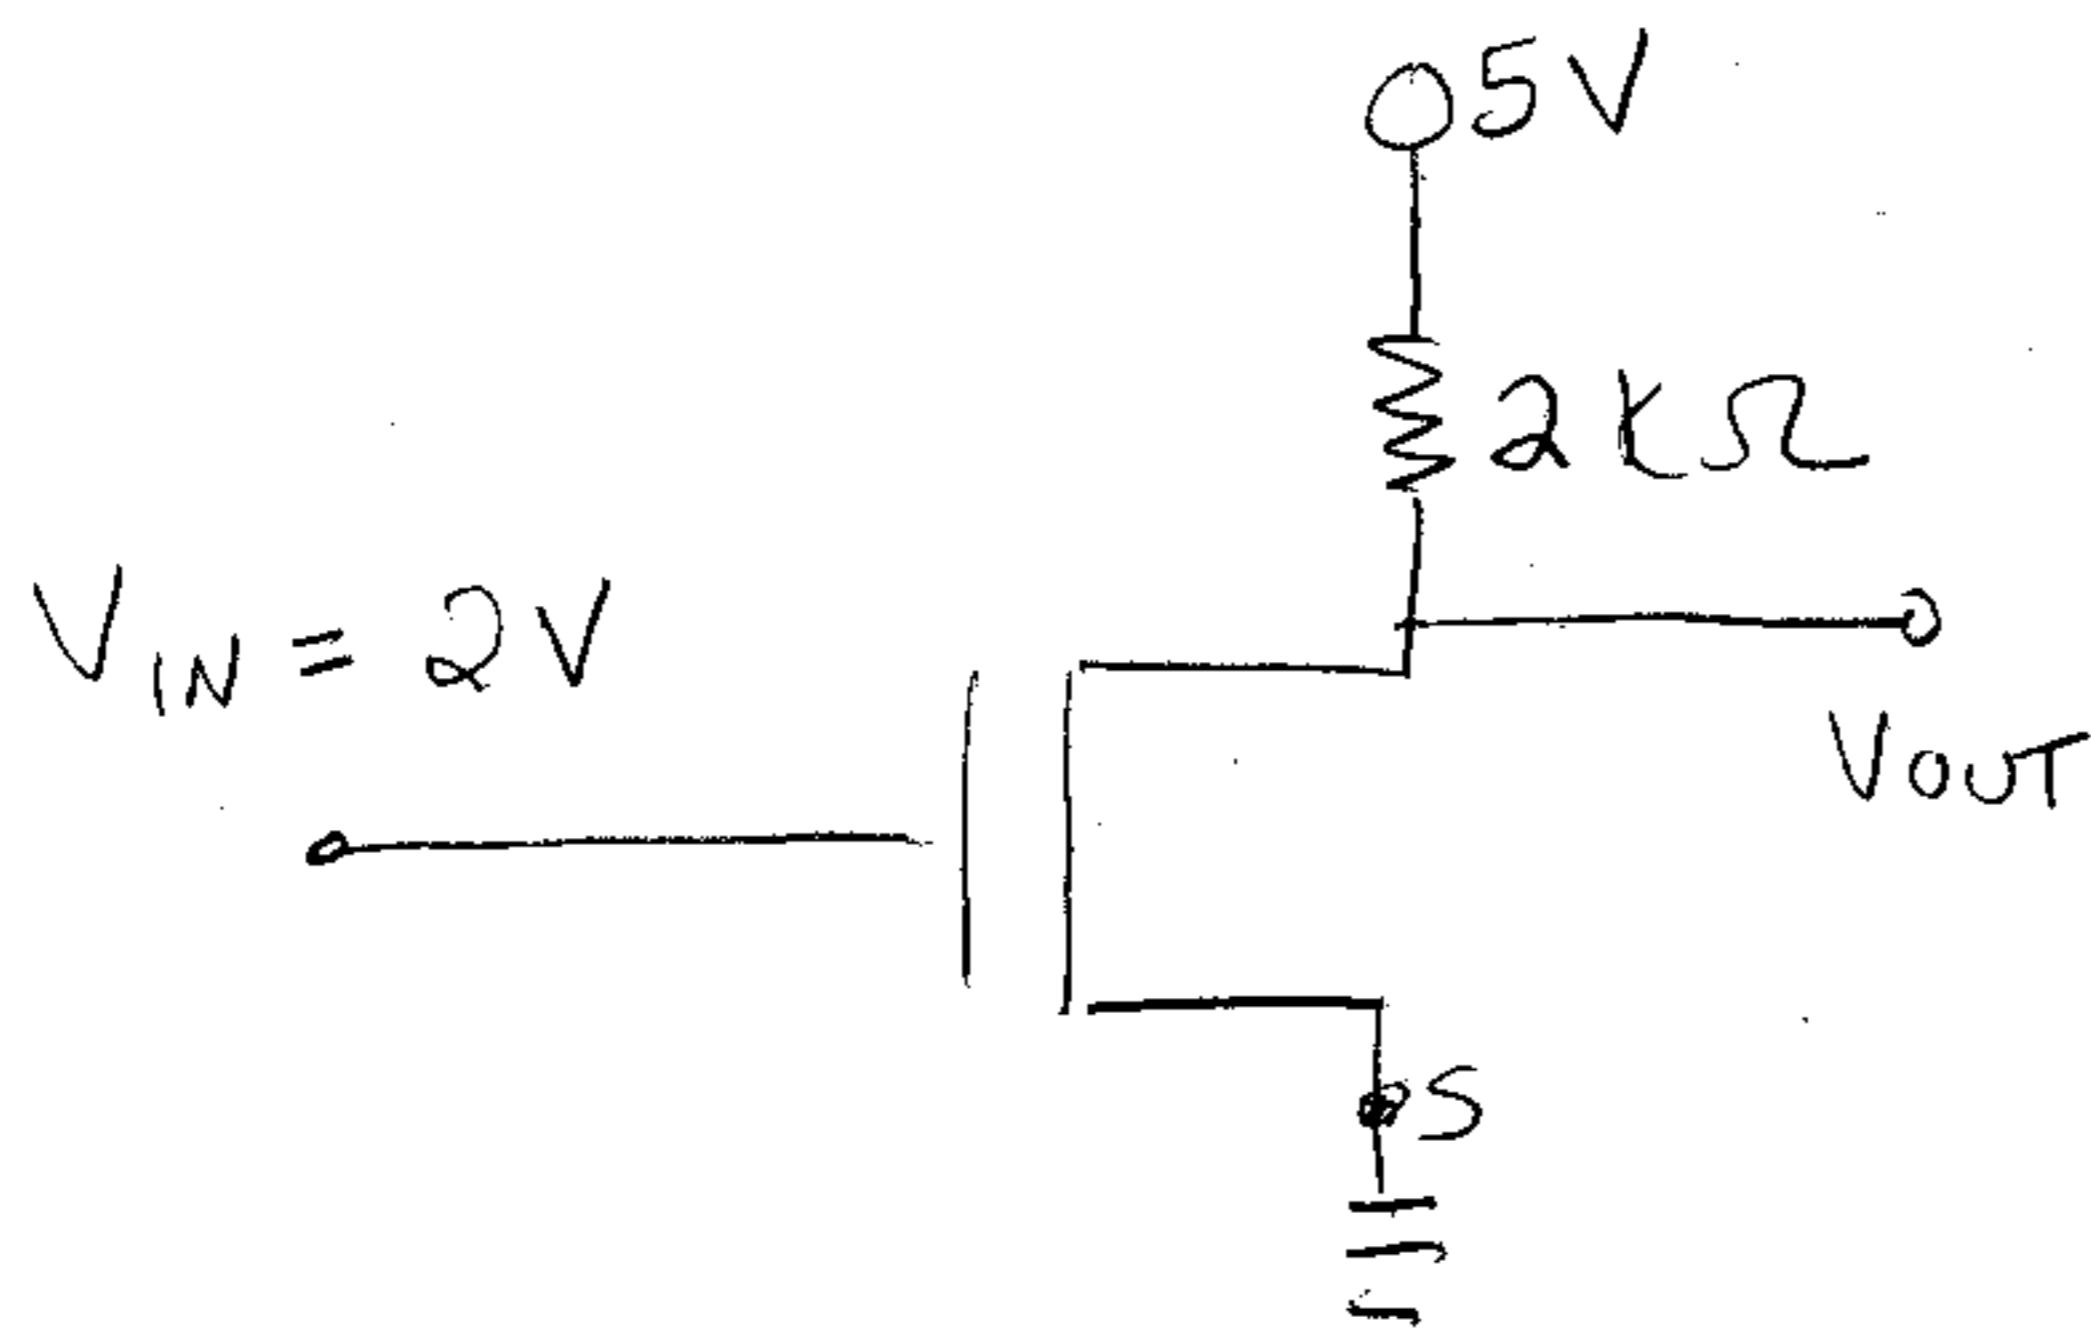 5V
2kΩ
VIN = 2V
VOUT
S